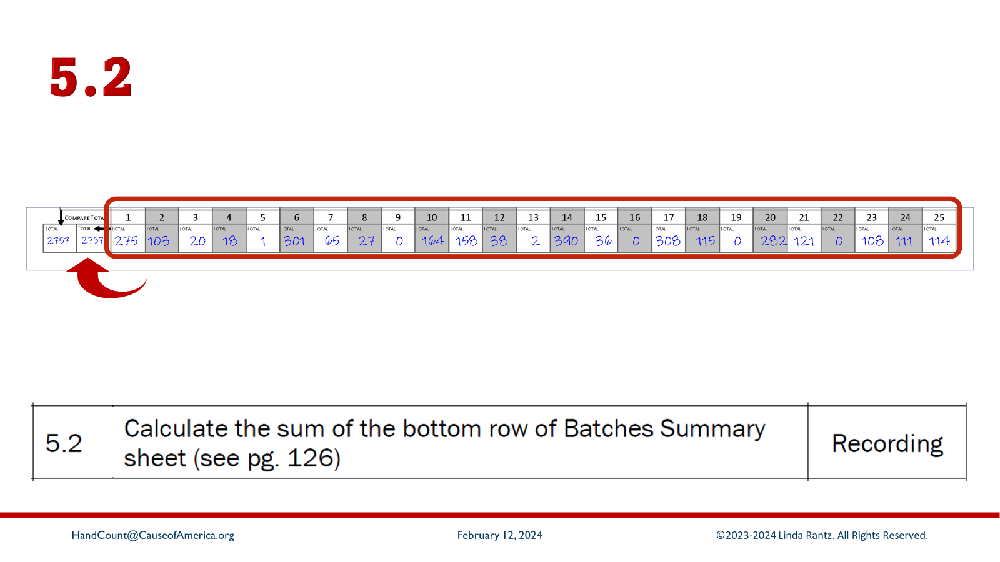 5.2
COMPARE TOTA 1 2 3 4 5 6 7 8 9 10 11 12 13 14 15 16 17 18 19 20 21 22 23 24 25
TOTAL TOTAL TOTAL TOTAL TOTAL TOTAL TOTAL TOTAL TOTAL TOTAL TOTAL TOTAL TOTAL TOTAL TOTAL TOTAL TOTAL TOTAL TOTAL TOTAL TOTAL TOTAL TOTAL TOTAL TOTAL TOTAL TOTAL
2757 2757 275 103 20 18 1 301 65 27 0 164 158 38 2 390 36 0 308 115 0 282 121 0 108 111 114
5.2 Calculate the sum of the bottom row of Batches Summary
sheet (see pg. 126)
Recording
HandCount@CauseofAmerica.org February 12, 2024 ©2023-2024 Linda Rantz. All Rights Reserved.